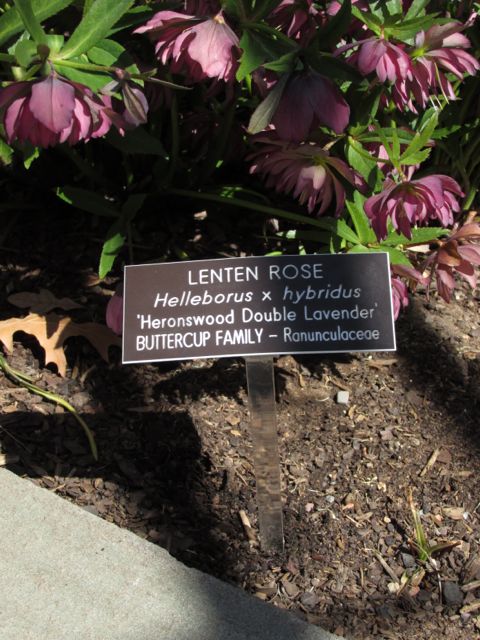 LENTEN ROSE
Helleborus x hybridus
'Heronswood Double Lavender'
BUTTERCUP FAMILY – Ranunculaceae